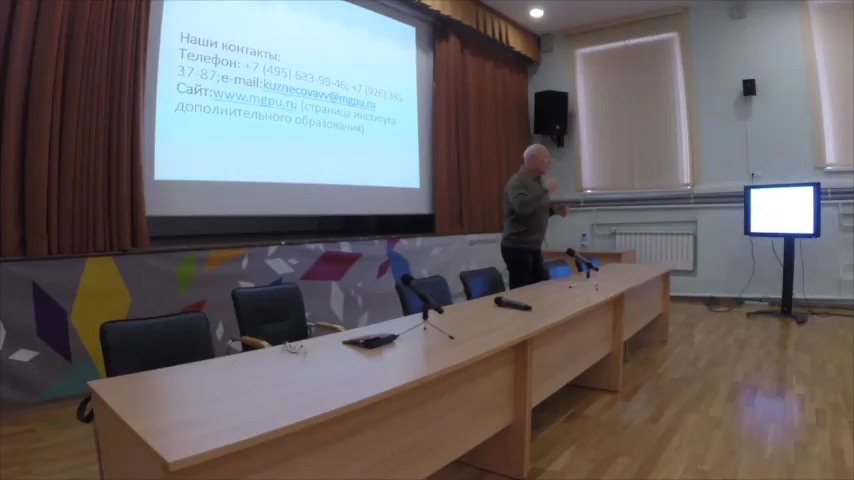 Наши контакты:
Телефон: +7 (495) 633-99-46; +7 (926) 385
37-87;e-mail:kuznecovavv@mgpu.ru
Сайт:www.mgpu.ru (страница института
дополнительного образования)